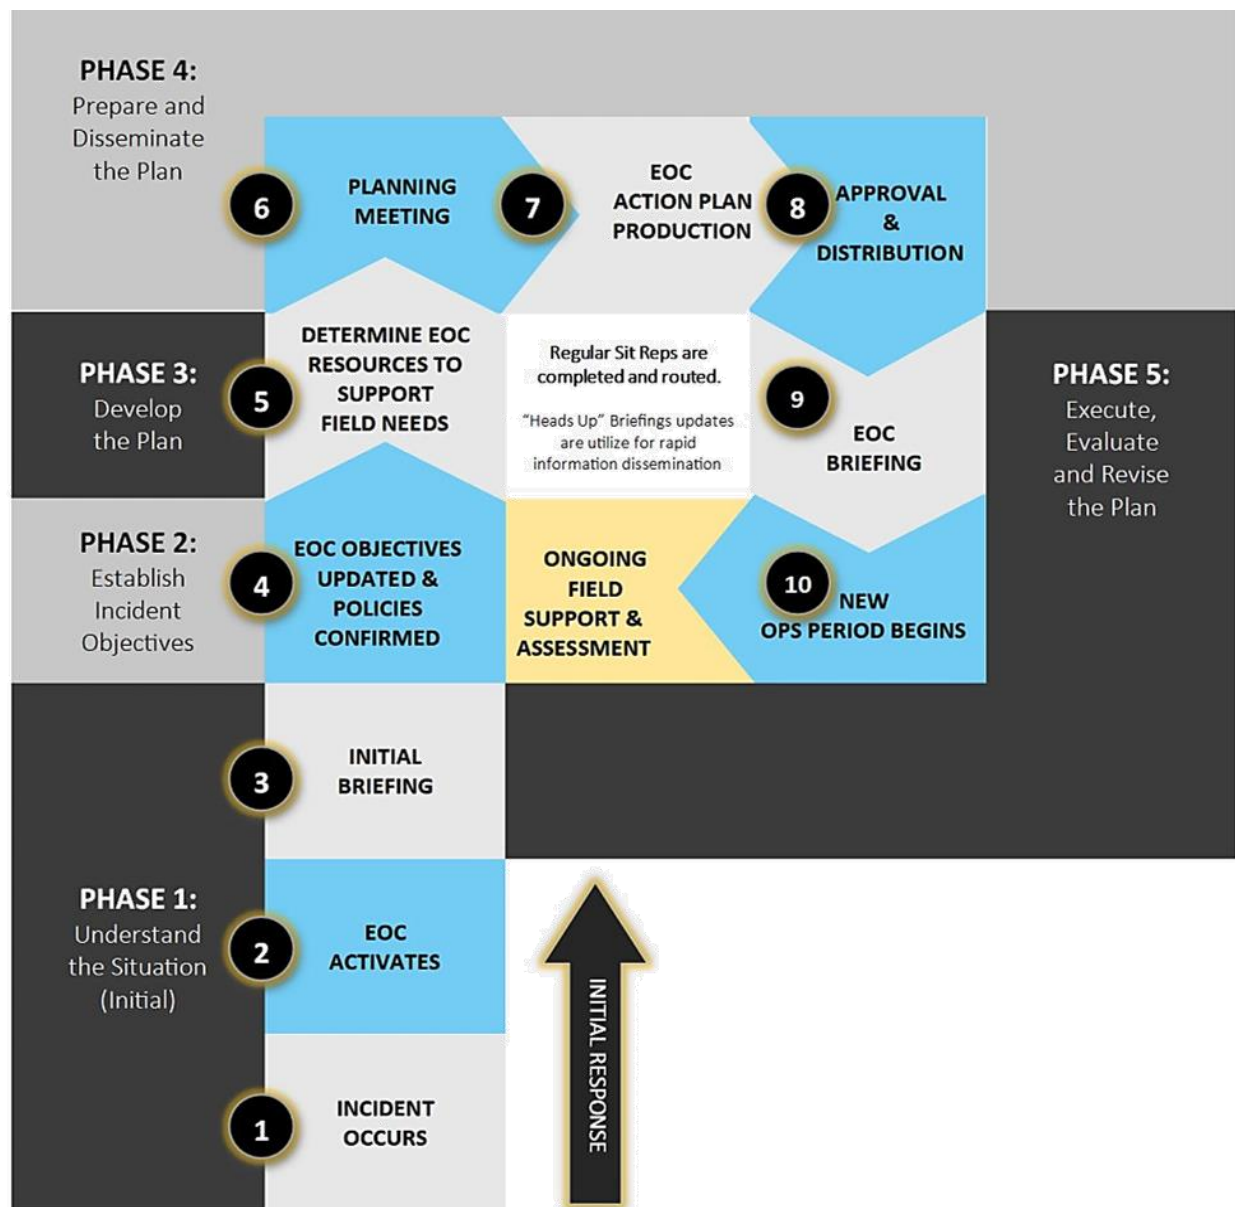 PHASE 4:
Prepare and
Disseminate
the Plan
6
PLANNING
MEETING
7
EOC
ACTION PLAN
PRODUCTION
8
APPROVAL
&
DISTRIBUTION
PHASE 3:
Develop
the Plan
5
DETERMINE EOC
RESOURCES TO
SUPPORT
FIELD NEEDS
Regular Sit Reps are
completed and routed.
"Heads Up" Briefings updates
are utilize for rapid
information dissemination
9
EOC
BRIEFING
PHASE 5:
Execute,
Evaluate
and Revise
the Plan
PHASE 2:
Establish
Incident
Objectives
4
EOC OBJECTIVES
UPDATED &
POLICIES
CONFIRMED
ONGOING
FIELD
SUPPORT &
ASSESSMENT
10
NEW
OPS PERIOD BEGINS
3
INITIAL
BRIEFING
PHASE 1:
Understand
the Situation
(Initial)
2
EOC
ACTIVATES
1
INCIDENT
OCCURS
INITIAL RESPONSE